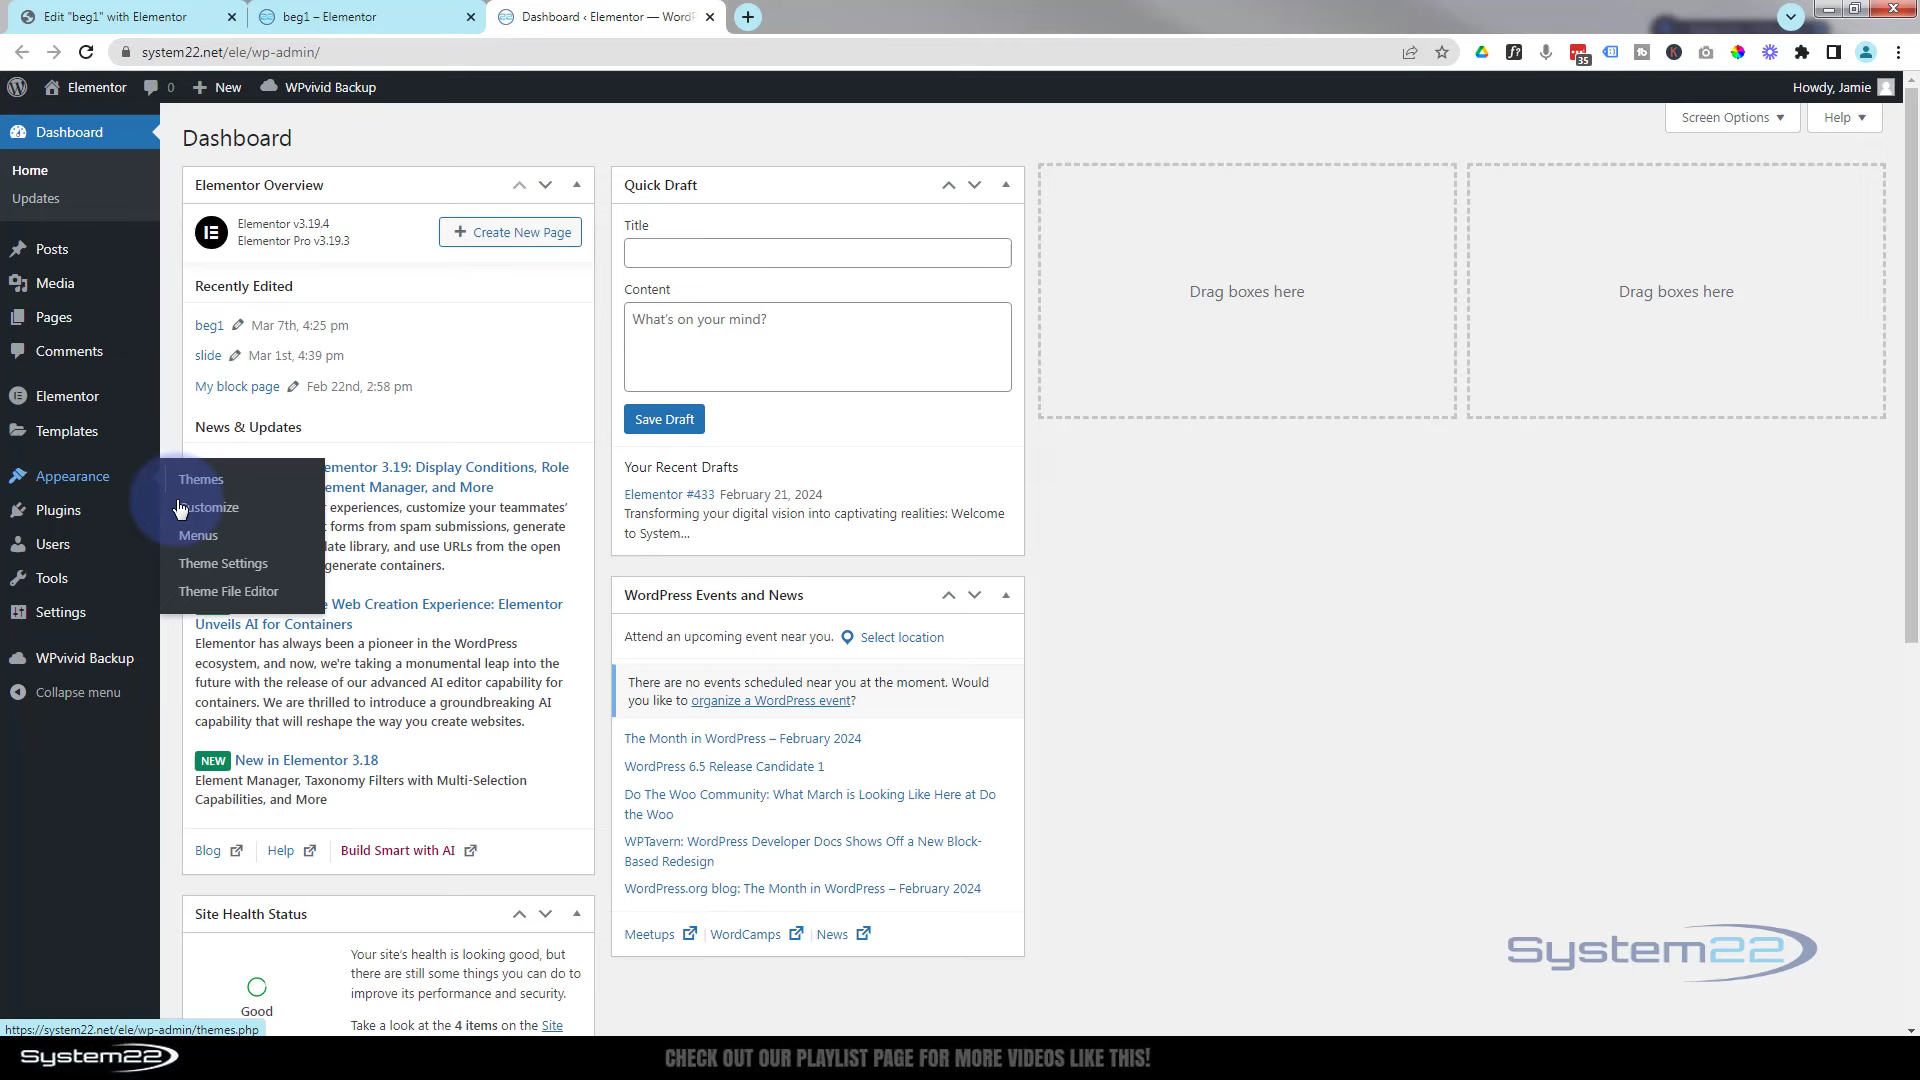 Edit "beg1" with Elementor
beg1 – Elementor
Dashboard ‹ Elementor — WordP
system22.net/ele/wp-admin/
35
Elementor
0
New
WPvivid Backup
Howdy, Jamie
Dashboard
Home
Updates
Posts
Media
Pages
Comments
Elementor
Templates
Appearance
Plugins
Users
Tools
Settings
WPvivid Backup
Collapse menu
Themes
Customize
Menus
Theme Settings
Theme File Editor
Dashboard
Screen Options
Help
Elementor Overview
Elementor v3.19.4
Elementor Pro v3.19.3
Create New Page
Recently Edited
beg1 Mar 7th, 4:25 pm
slide Mar 1st, 4:39 pm
My block page Feb 22nd, 2:58 pm
News & Updates
ementor 3.19: Display Conditions, Role
ement Manager, and More
r experiences, customize your teammates'
t forms from spam submissions, generate
late library, and use URLs from the open
generate containers.
e Web Creation Experience: Elementor
Unveils AI for Containers
Elementor has always been a pioneer in the WordPress
ecosystem, and now, we're taking a monumental leap into the
future with the release of our advanced AI editor capability for
containers. We are thrilled to introduce a groundbreaking AI
capability that will reshape the way you create websites.
NEW New in Elementor 3.18
Element Manager, Taxonomy Filters with Multi-Selection
Capabilities, and More
Blog
Help
Build Smart with AI
Site Health Status
Good
Your site's health is looking good, but
there are still some things you can do to
improve its performance and security.
Take a look at the 4 items on the Site
Quick Draft
Title
Content
What's on your mind?
Save Draft
Your Recent Drafts
Elementor #433 February 21, 2024
Transforming your digital vision into captivating realities: Welcome
to System…
WordPress Events and News
Attend an upcoming event near you. Select location
There are no events scheduled near you at the moment. Would
you like to organize a WordPress event?
The Month in WordPress – February 2024
WordPress 6.5 Release Candidate 1
Do The Woo Community: What March is Looking Like Here at Do
the Woo
WPTavern: WordPress Developer Docs Shows Off a New Block-
Based Redesign
WordPress.org blog: The Month in WordPress – February 2024
Meetups
WordCamps
News
Drag boxes here
Drag boxes here
System22
https://system22.net/ele/wp-admin/themes.php
System22
CHECK OUT OUR PLAYLIST PAGE FOR MORE VIDEOS LIKE THIS!